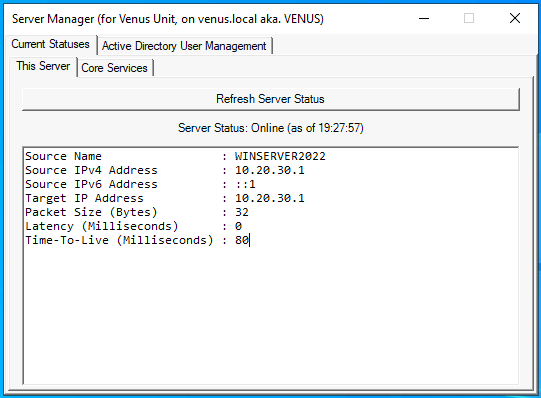 Server Manager (for Venus Unit, on venus.local aka. VENUS)
Current Statuses Active Directory User Management
This Server Core Services
Refresh Server Status
Server Status: Online (as of 19:27:57)
Source Name : WINSERVER2022
Source IPv4 Address : 10.20.30.1
Source IPv6 Address : ::1
Target IP Address : 10.20.30.1
Packet Size (Bytes) : 32
Latency (Milliseconds) : 0
Time-To-Live (Milliseconds) : 80